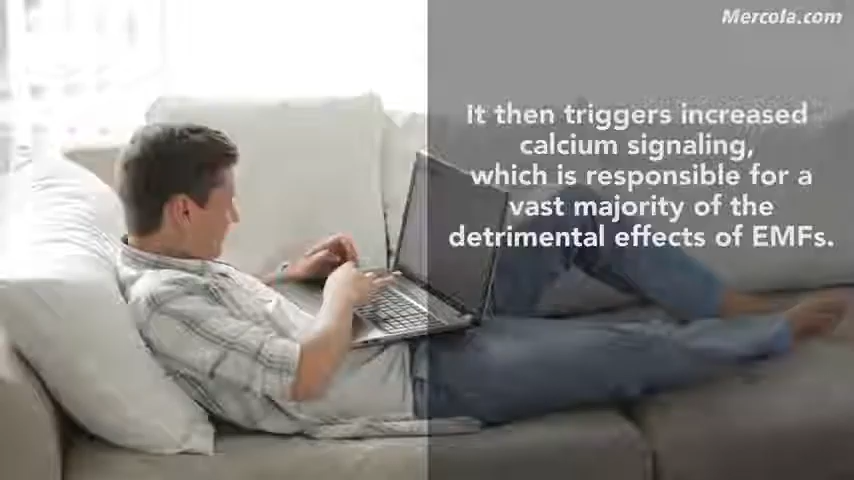 Mercola.com
It then triggers increased
calcium signaling,
which is responsible for a
vast majority of the
detrimental effects of EMFs.